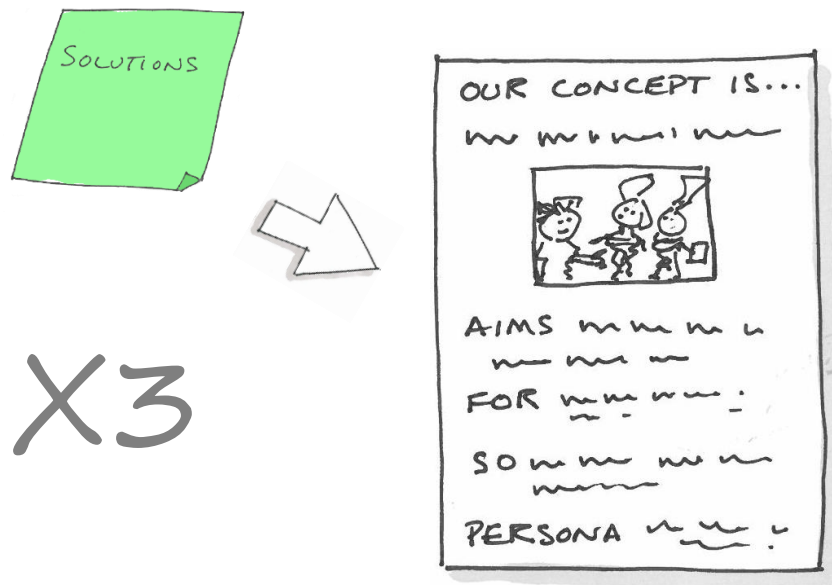 SOLUTIONS
X3
OUR CONCEPT IS...
AIMS
FOR
SO
PERSONA